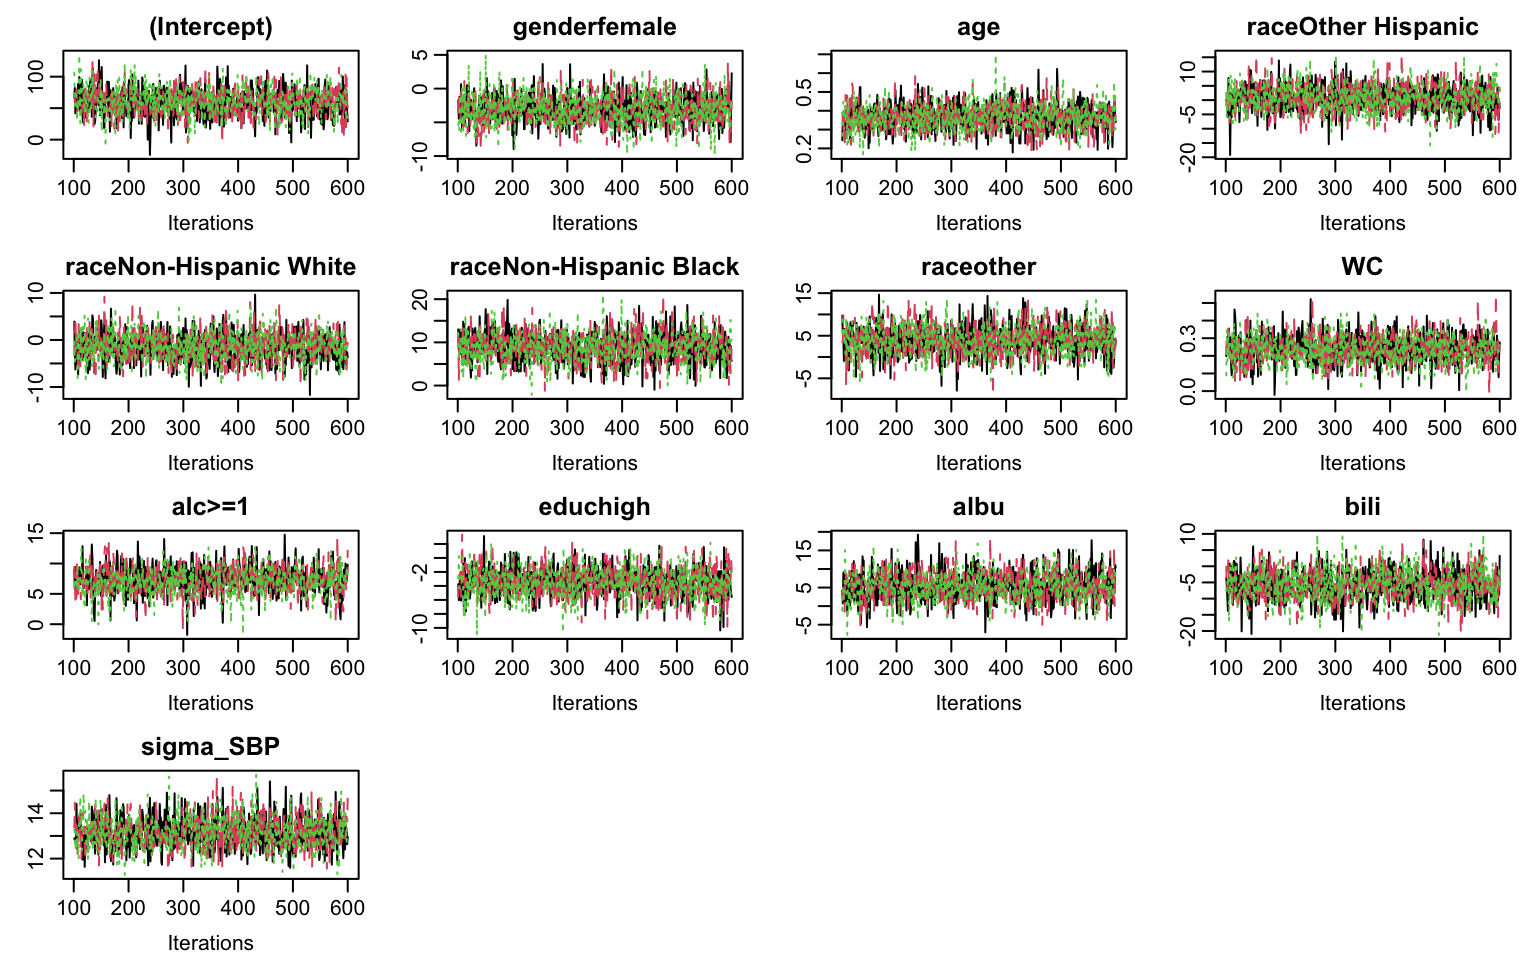 (Intercept) genderfemale age raceOther Hispanic
0 100 -10 0 5 0.2 0.5 -20 -5 10
100 200 300 400 500 600 100 200 300 400 500 600 100 200 300 400 500 600 100 200 300 400 500 600
Iterations Iterations Iterations Iterations
raceNon-Hispanic White raceNon-Hispanic Black raceother WC
-10 0 10 0 10 20 -5 5 15 0.0 0.3
100 200 300 400 500 600 100 200 300 400 500 600 100 200 300 400 500 600 100 200 300 400 500 600
Iterations Iterations Iterations Iterations
alc>=1 educhigh albu bili
0 5 15 -10 -2 -5 5 15 -20 -5 10
100 200 300 400 500 600 100 200 300 400 500 600 100 200 300 400 500 600 100 200 300 400 500 600
Iterations Iterations Iterations Iterations
sigma_SBP
12 14
100 200 300 400 500 600
Iterations